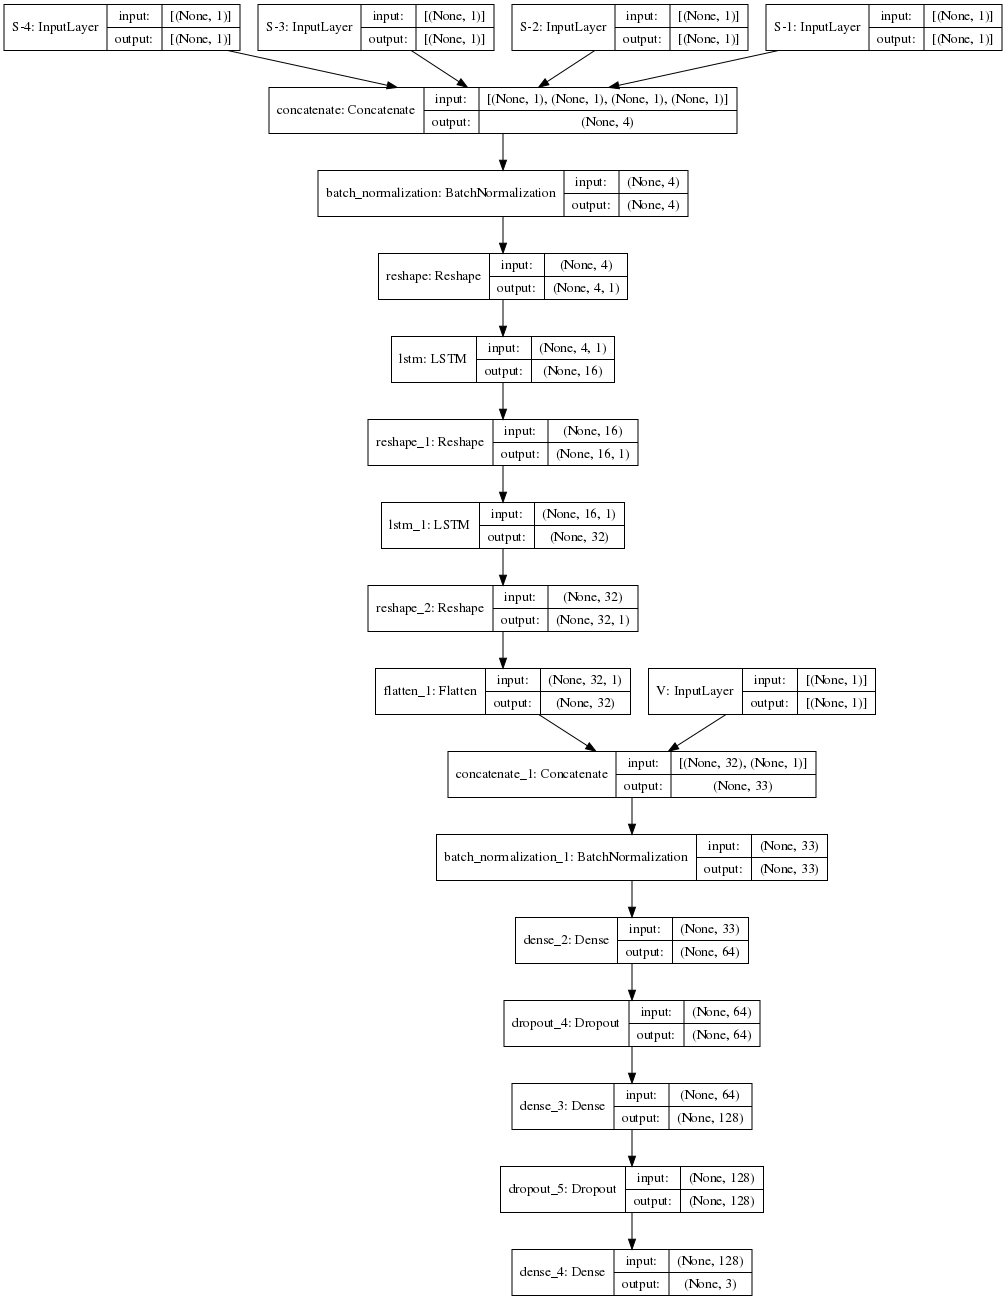 S-4: InputLayer input: [(None, 1)]
output: [(None, 1)]
S-3: InputLayer input: [(None, 1)]
output: [(None, 1)]
S-2: InputLayer input: [(None, 1)]
output: [(None, 1)]
S-1: InputLayer input: [(None, 1)]
output: [(None, 1)]
concatenate: Concatenate input: [(None, 1), (None, 1), (None, 1), (None, 1)]
output: (None, 4)
batch_normalization: BatchNormalization input: (None, 4)
output: (None, 4)
reshape: Reshape input: (None, 4)
output: (None, 4, 1)
lstm: LSTM input: (None, 4, 1)
output: (None, 16)
reshape_1: Reshape input: (None, 16)
output: (None, 16, 1)
lstm_1: LSTM input: (None, 16, 1)
output: (None, 32)
reshape_2: Reshape input: (None, 32)
output: (None, 32, 1)
flatten_1: Flatten input: (None, 32, 1)
output: (None, 32)
V: InputLayer input: [(None, 1)]
output: [(None, 1)]
concatenate_1: Concatenate input: [(None, 32), (None, 1)]
output: (None, 33)
batch_normalization_1: BatchNormalization input: (None, 33)
output: (None, 33)
dense_2: Dense input: (None, 33)
output: (None, 64)
dropout_4: Dropout input: (None, 64)
output: (None, 64)
dense_3: Dense input: (None, 64)
output: (None, 128)
dropout_5: Dropout input: (None, 128)
output: (None, 128)
dense_4: Dense input: (None, 128)
output: (None, 3)